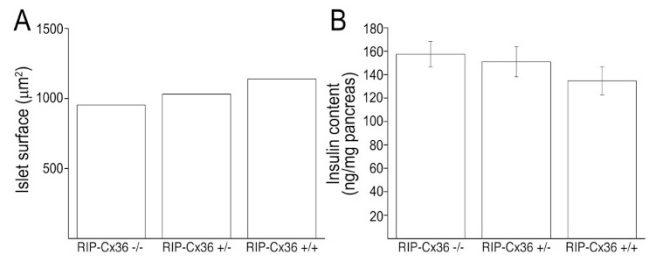 A
Islet surface (μm²)
1500
1000
500
RIP-Cx36 -/-
RIP-Cx36 +/-
RIP-Cx36 +/+
B
Insulin content
(ng/mg pancreas)
180
160
140
120
100
80
60
40
20
RIP-Cx36 -/-
RIP-Cx36 +/-
RIP-Cx36 +/+